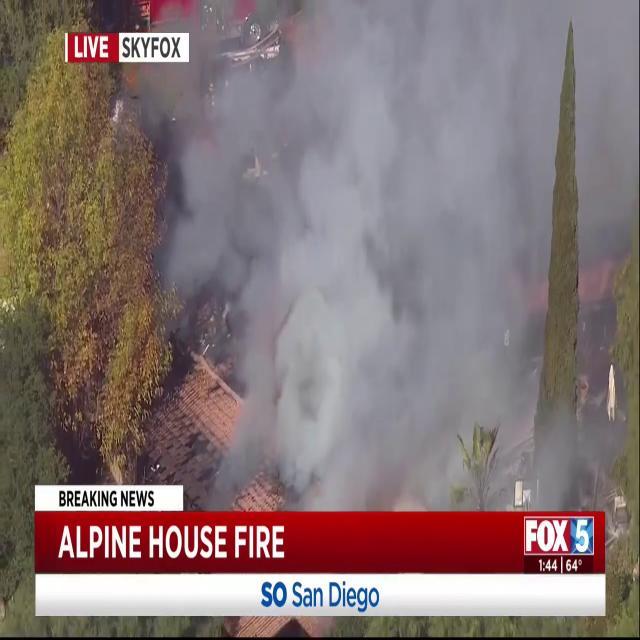 LIVE SKYFOX
BREAKING NEWS
ALPINE HOUSE FIRE
FOX 5
1:44 64°
SO San Diego